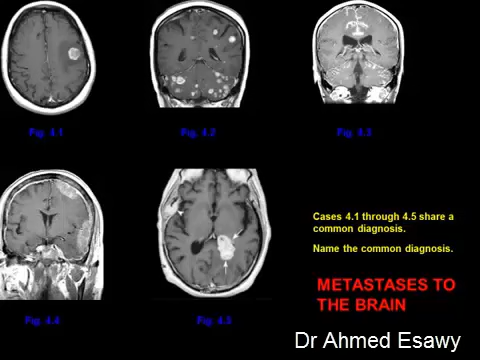 Fig. 4.1
Fig. 4.2
Fig. 4.3
Fig. 4.4
Fig. 4.5
Cases 4.1 through 4.5 share a
common diagnosis.
Name the common diagnosis.
METASTASES TO
THE BRAIN
Dr Ahmed Esawy